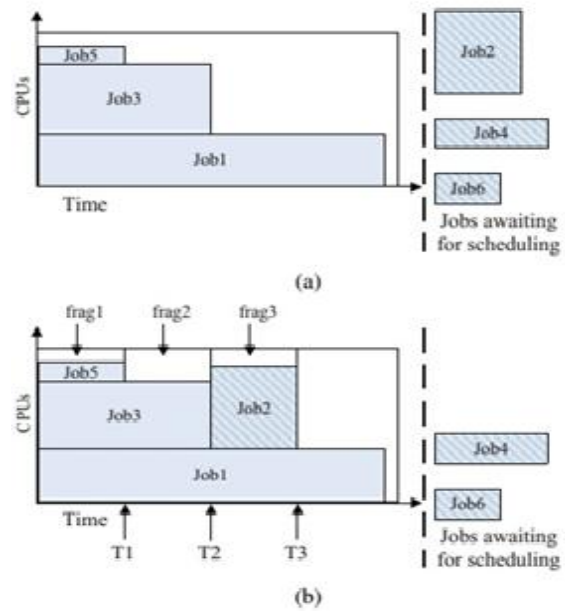 CPUs
Job5
Job3
Job1
Time
Job2
Job4
Job6
Jobs awaiting
for scheduling
(a)
frag1
frag2
frag3
CPUs
Job5
Job3
Job2
Job1
Time
T1
T2
T3
Job4
Job6
Jobs awaiting
for scheduling
(b)